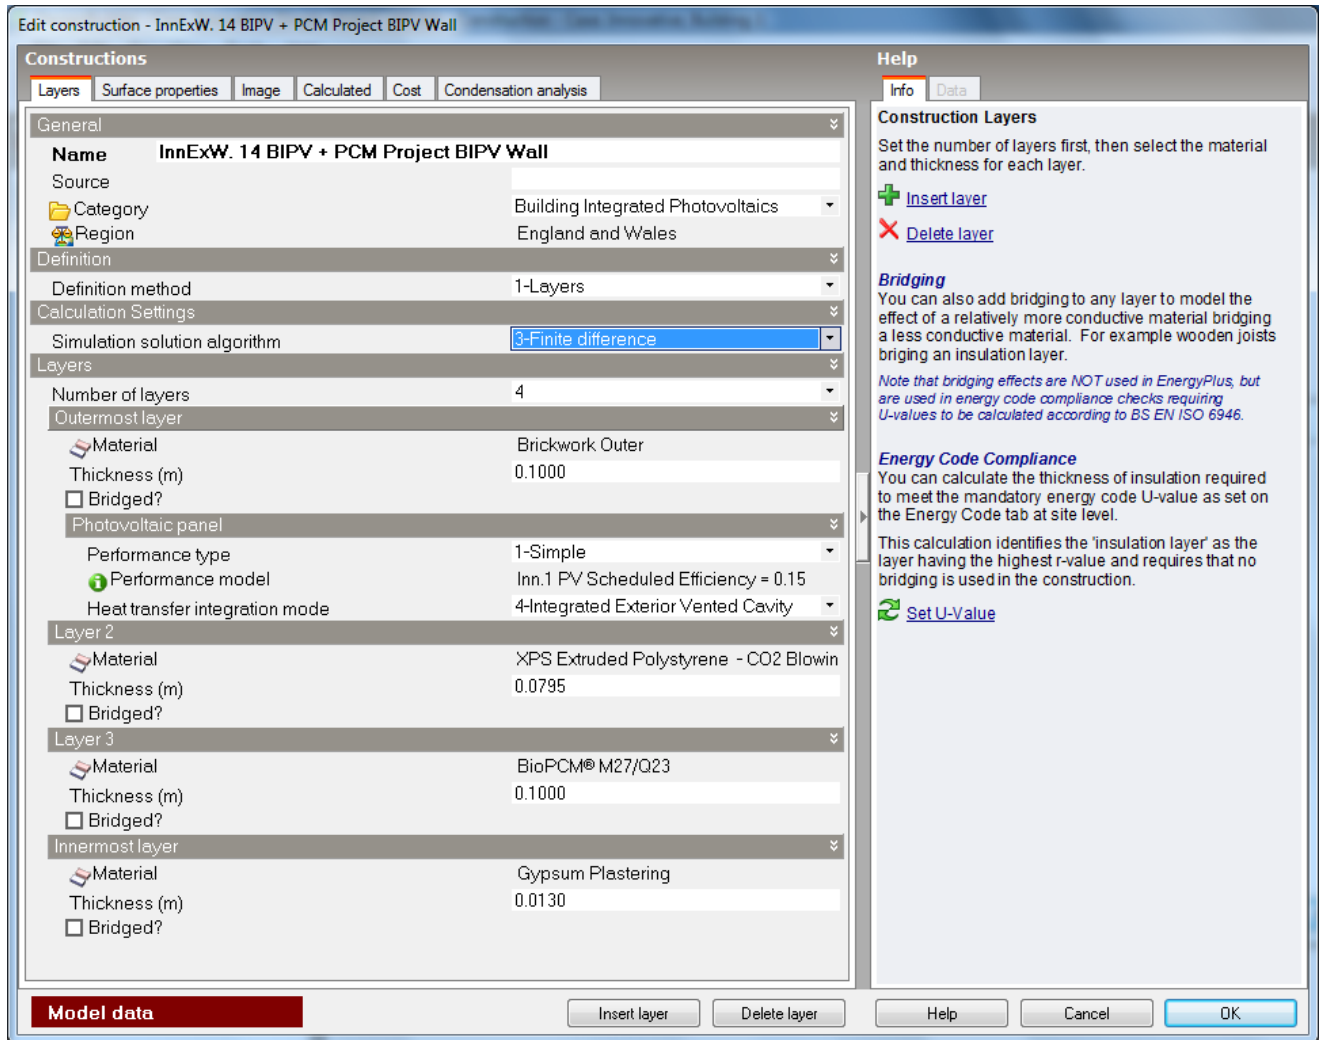 Edit construction - InnExW. 14 BIPV + PCM Project BIPV Wall
Constructions
Layers Surface properties Image Calculated Cost Condensation analysis
General
Name InnExW. 14 BIPV + PCM Project BIPV Wall
Source
Category Building Integrated Photovoltaics
Region England and Wales
Definition
Definition method 1-Layers
Calculation Settings
Simulation solution algorithm 3-Finite difference
Layers
Number of layers 4
Outermost layer
Material Brickwork Outer
Thickness (m) 0.1000
Bridged?
Photovoltaic panel
Performance type 1-Simple
Performance model Inn.1 PV Scheduled Efficiency = 0.15
Heat transfer integration mode 4-Integrated Exterior Vented Cavity
Layer 2
Material XPS Extruded Polystyrene - CO2 Blowin
Thickness (m) 0.0795
Bridged?
Layer 3
Material BioPCM® M27/Q23
Thickness (m) 0.1000
Bridged?
Innermost layer
Material Gypsum Plastering
Thickness (m) 0.0130
Bridged?
Model data
Insert layer Delete layer
Help
Info Data
Construction Layers
Set the number of layers first, then select the material
and thickness for each layer.
Insert layer
Delete layer
Bridging
You can also add bridging to any layer to model the
effect of a relatively more conductive material bridging
a less conductive material. For example wooden joists
briging an insulation layer.
Note that bridging effects are NOT used in EnergyPlus, but
are used in energy code compliance checks requiring
U-values to be calculated according to BS EN ISO 6946.
Energy Code Compliance
You can calculate the thickness of insulation required
to meet the mandatory energy code U-value as set on
the Energy Code tab at site level.
This calculation identifies the 'insulation layer' as the
layer having the highest r-value and requires that no
bridging is used in the construction.
Set U-Value
Help Cancel OK